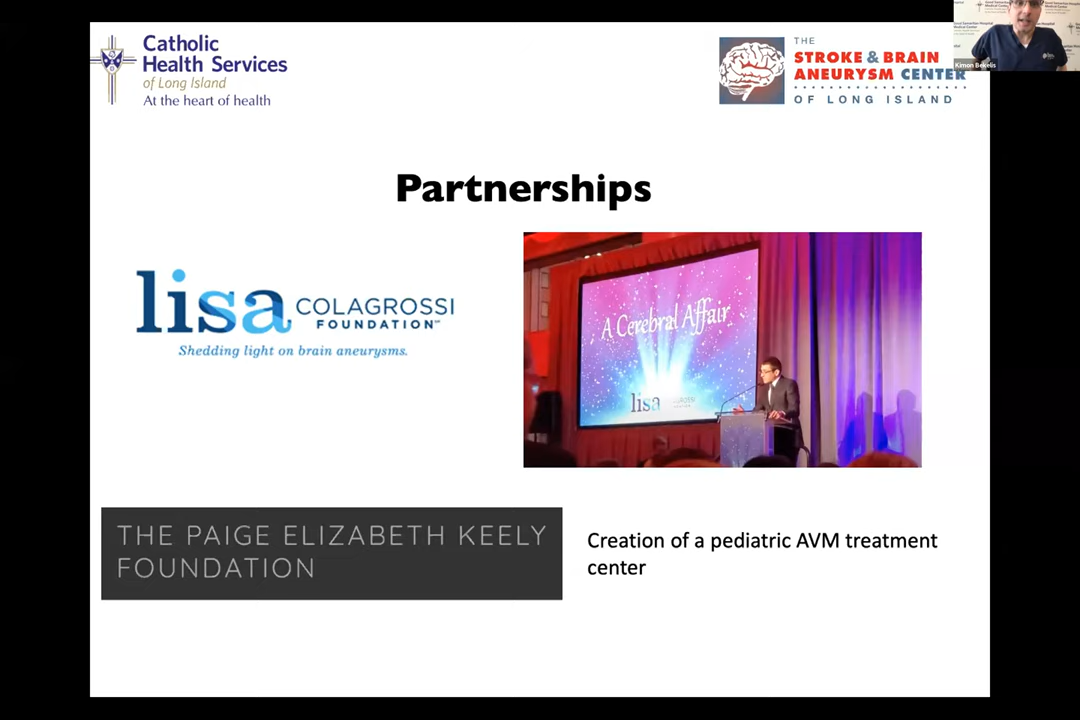 Catholic
Health Services
of Long Island
At the heart of health
THE
STROKE & BRAIN
ANEURYSM CENTER
OF LONG ISLAND
Kimon Bekelis
Partnerships
lisa COLAGROSSI
FOUNDATION℠
Shedding light on brain aneurysms.
A Cerebral Affair
lisa COLAGROSSI
THE PAIGE ELIZABETH KEELY
FOUNDATION
Creation of a pediatric AVM treatment
center